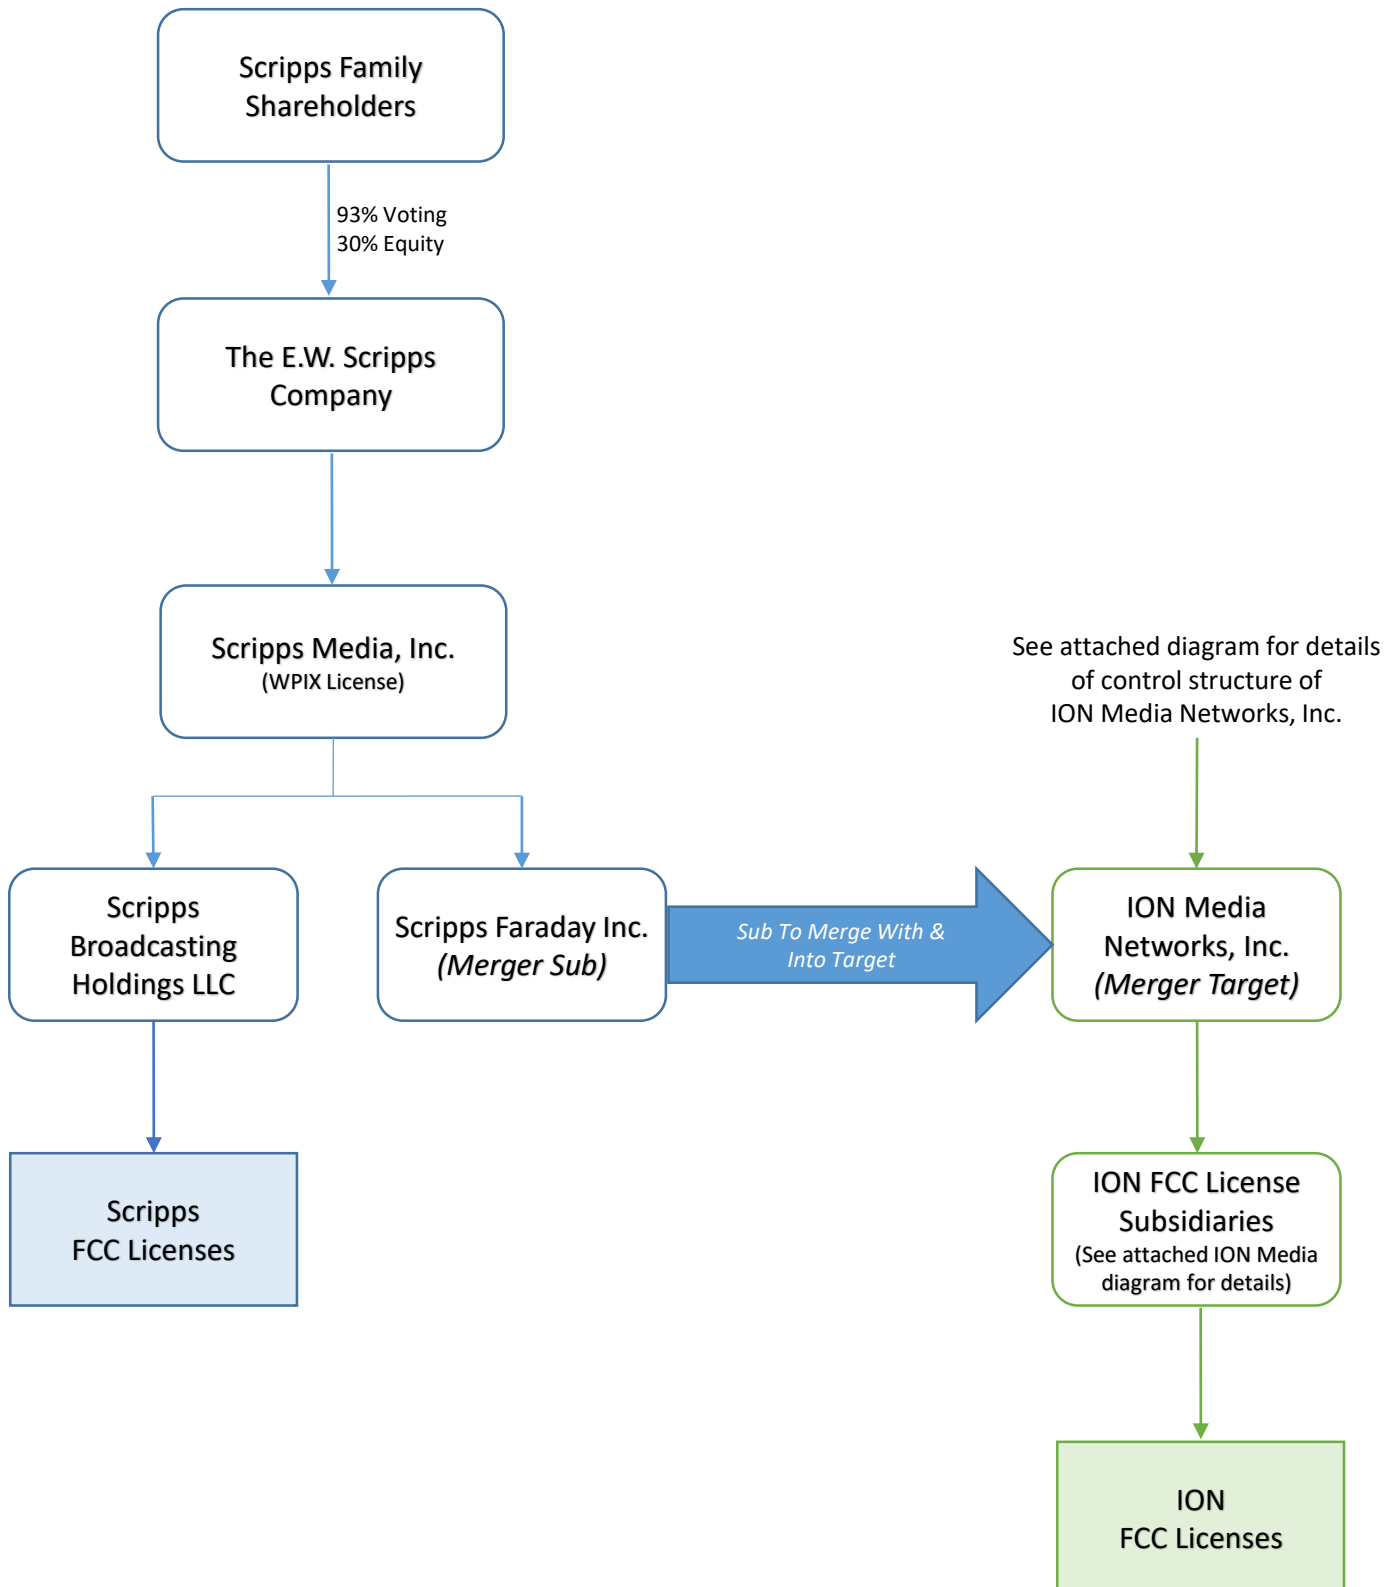 Scripps Family
Shareholders
93% Voting
30% Equity
The E.W. Scripps
Company
Scripps Media, Inc.
(WPIX License)
See attached diagram for details
of control structure of
ION Media Networks, Inc.
Scripps
Broadcasting
Holdings LLC
Scripps Faraday Inc.
(Merger Sub)
Sub To Merge With &
Into Target
ION Media
Networks, Inc.
(Merger Target)
Scripps
FCC Licenses
ION FCC License
Subsidiaries
(See attached ION Media
diagram for details)
ION
FCC Licenses